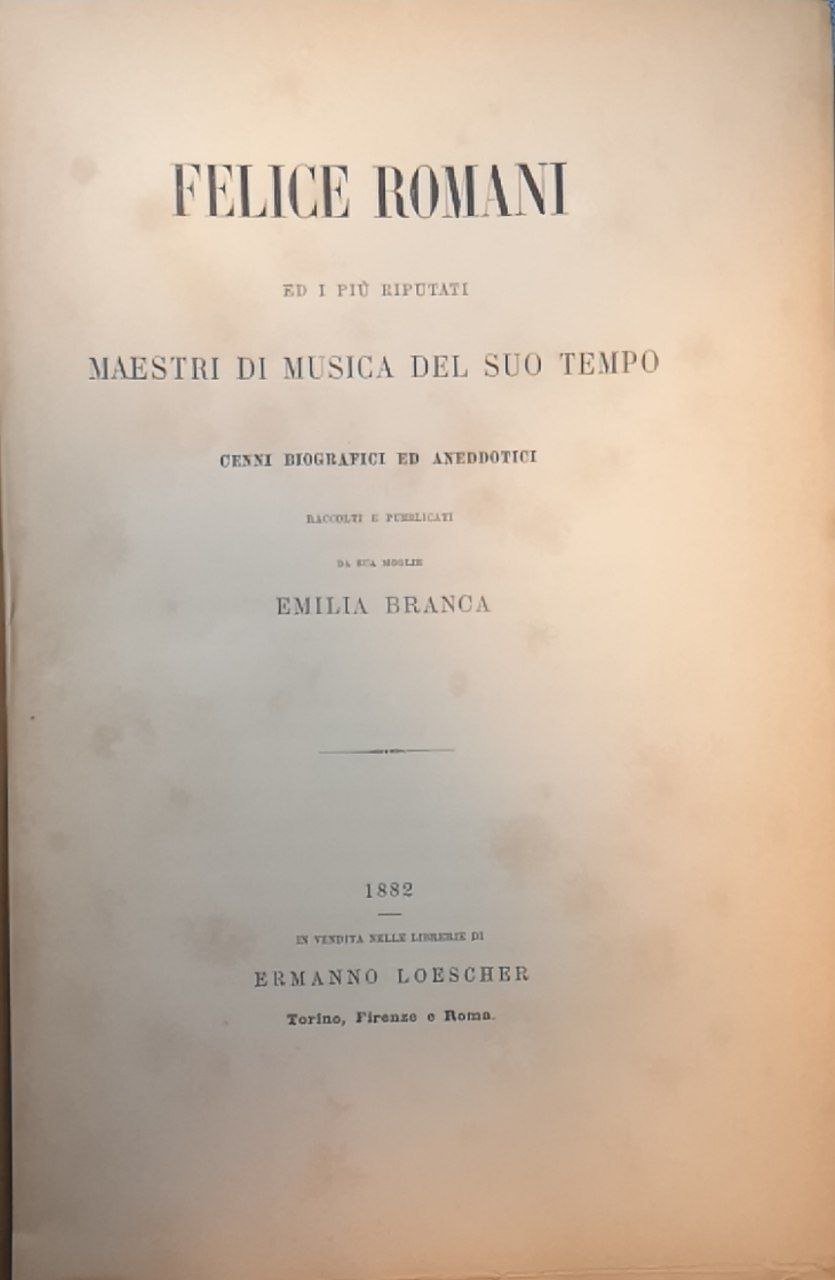 FELICE ROMANI
ED I PIÙ RIPUTATI
MAESTRI DI MUSICA DEL SUO TEMPO
CENNI BIOGRAFICI ED ANEDDOTICI
RACCOLTI E PUBBLICATI
DA SUA MOGLIE
EMILIA BRANCA
1882
IN VENDITA NELLE LIBRERIE DI
ERMANNO LOESCHER
Torino, Firenze e Roma.